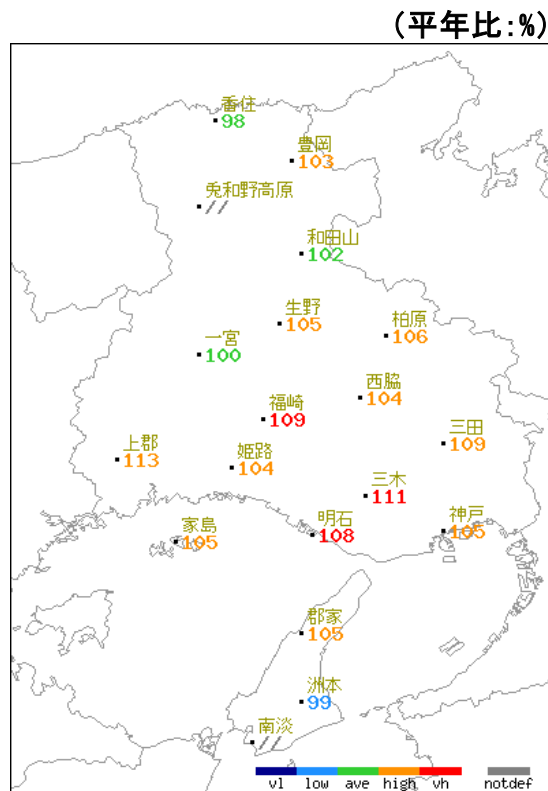 (平年比:%)
香住
98
豊岡
103
兎和野高原
//
和田山
102
生野
105
柏原
106
一宮
100
西脇
104
福崎
109
三田
109
上郡
113
姫路
104
三木
111
家島
105
明石
108
神戸
105
郡家
105
洲本
99
南淡
//
vl low ave high vh notdef